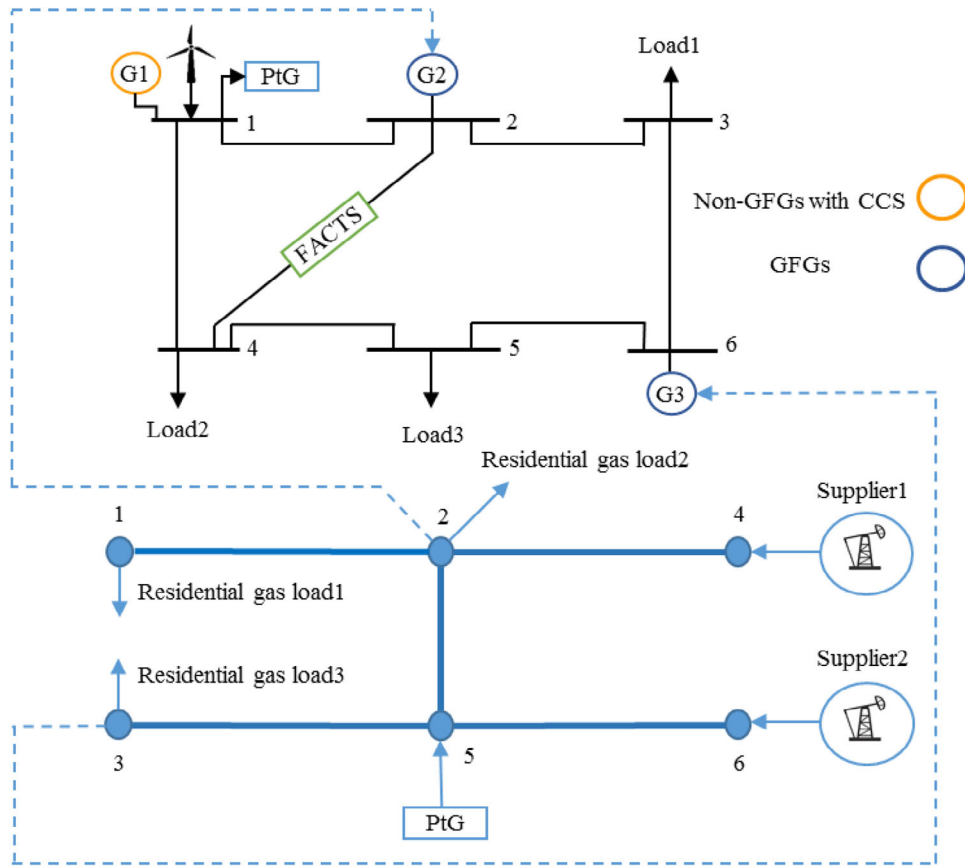 Load1
G1
PtG
G2
1
2
3
Non-GFGs with CCS
FACTS
GFGs
4
5
6
G3
Load2
Load3
Residential gas load2
Supplier1
1
2
4
Residential gas load1
Residential gas load3
Supplier2
3
5
6
PtG